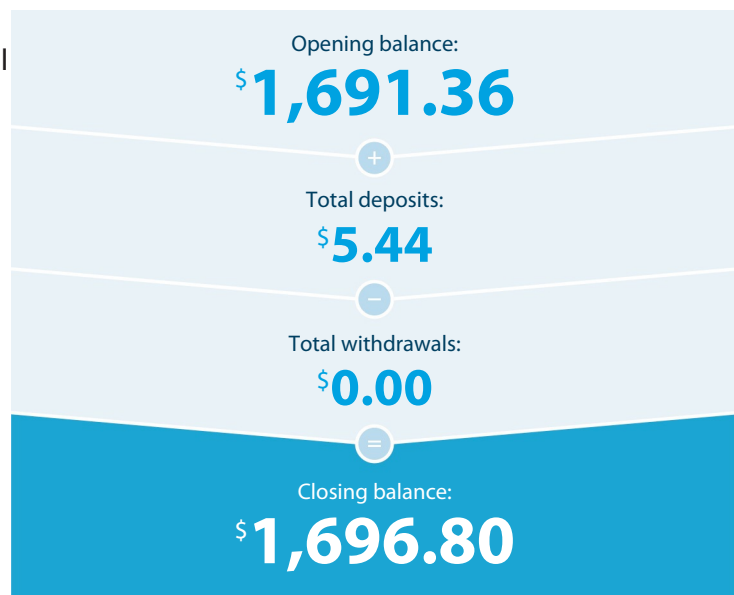 Opening balance:
$1,691.36
+
Total deposits:
$5.44
−
Total withdrawals:
$0.00
=
Closing balance:
$1,696.80